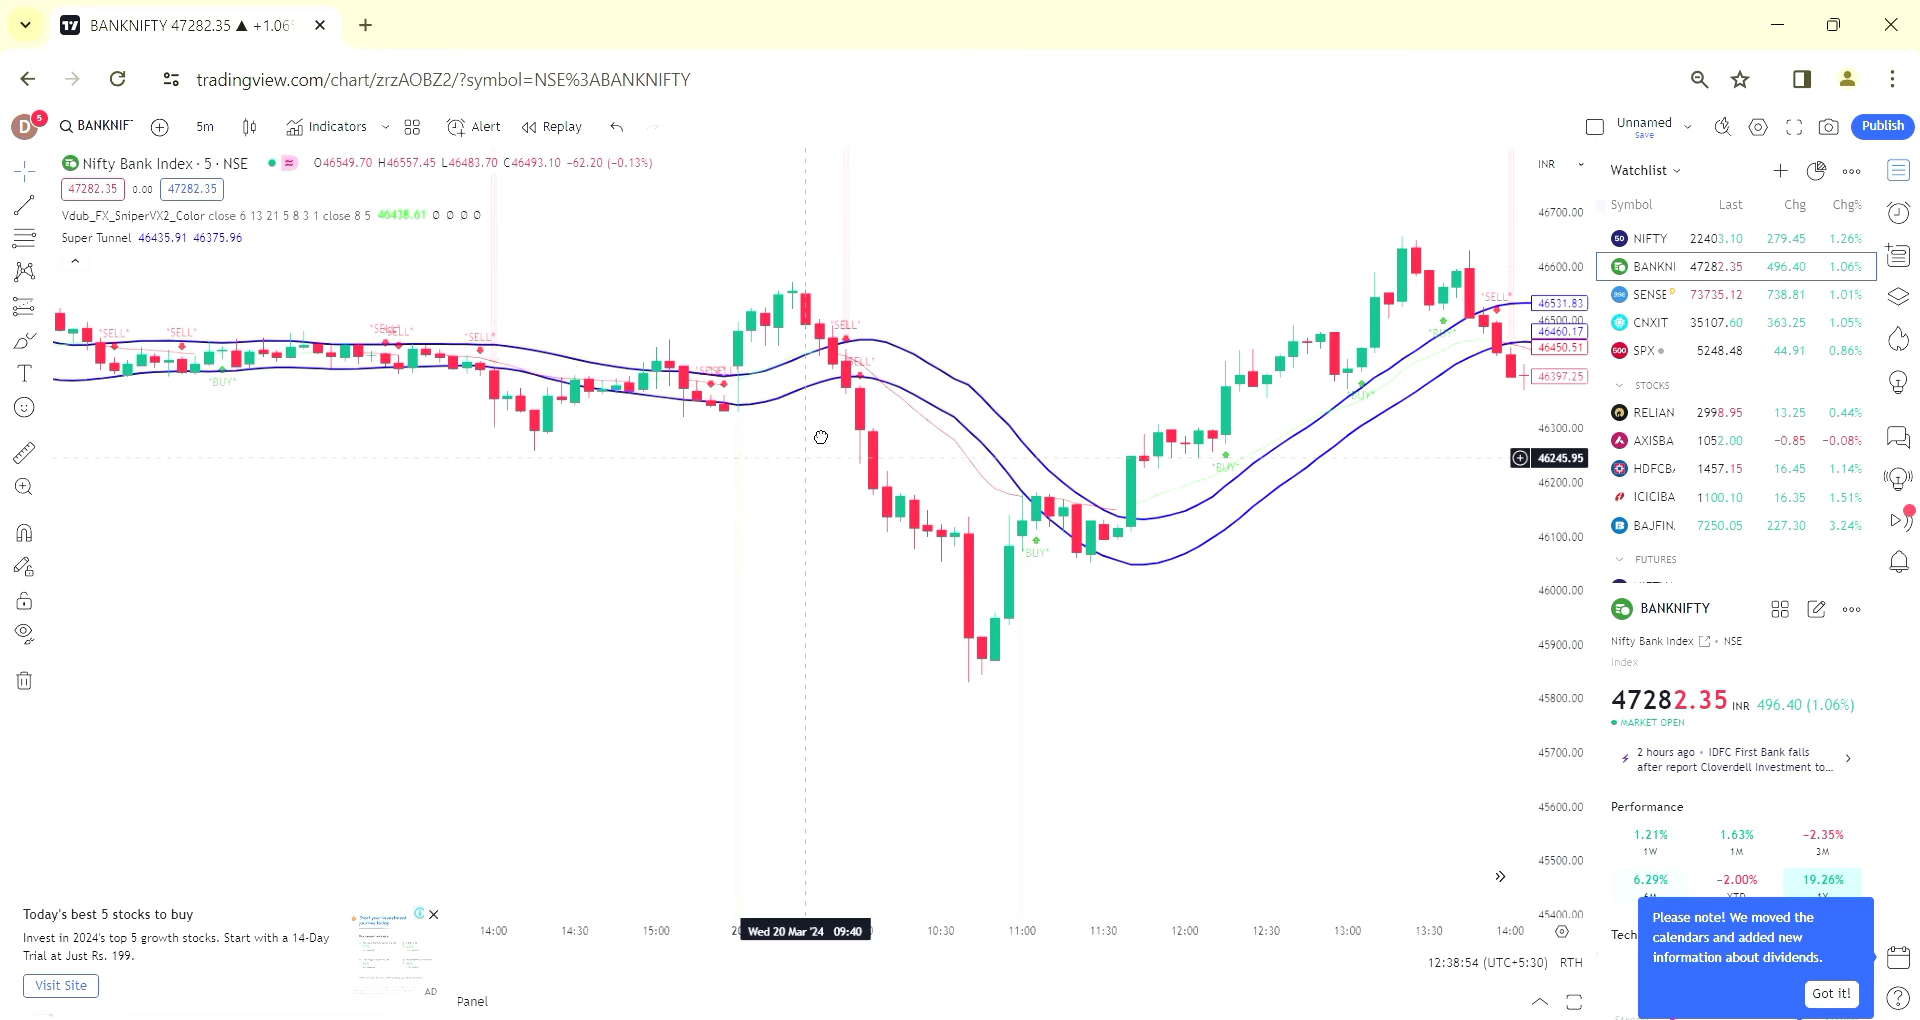 BANKNIFTY 47282.35 ▲ +1.06
tradingview.com/chart/zrzAOBZ2/?symbol=NSE%3ABANKNIFTY
D 5 BANKNIF 5m Indicators Alert Replay Unnamed Save Publish
Nifty Bank Index · 5 · NSE O46549.70 H46557.45 L46483.70 C46493.10 −62.20 (−0.13%) INR
47282.35 0.00 47282.35
Vdub_FX_SniperVX2_Color close 6 13 21 5 8 3 1 close 8 5 46438.61 ∅ ∅ ∅ ∅
Super Tunnel 46435.91 46375.96
*SELL*
*SELL*
*SELL*
*SELL*
*SELL*
*SELL*
*SELL*
*BUY*
*BUY*
*BUY*
46700.00
46600.00
46531.83
46500.00
46460.17
46450.51
46397.25
46300.00
46245.95
46200.00
46100.00
46000.00
45900.00
45800.00
45700.00
45600.00
45500.00
45400.00
14:00 14:30 15:00 Wed 20 Mar '24 09:40 10:30 11:00 11:30 12:00 12:30 13:00 13:30 14:00
12:38:54 (UTC+5:30) RTH
Today's best 5 stocks to buy
Invest in 2024's top 5 growth stocks. Start with a 14-Day
Trial at Just Rs. 199.
Visit Site
AD
Panel
Watchlist
Symbol Last Chg Chg%
50 NIFTY 22403.10 279.45 1.26%
BANKNI 47282.35 496.40 1.06%
SENSE D 73735.12 738.81 1.01%
CNXIT 35107.60 363.25 1.05%
500 SPX 5248.48 44.91 0.86%
STOCKS
RELIAN 2998.95 13.25 0.44%
AXISBA 1052.00 −0.85 −0.08%
HDFCB 1457.15 16.45 1.14%
ICICIBA 1100.10 16.35 1.51%
BAJFIN. 7250.05 227.30 3.24%
FUTURES
BANKNIFTY
Nifty Bank Index • NSE
Index
47282.35 INR 496.40 (1.06%)
MARKET OPEN
2 hours ago • IDFC First Bank falls
after report Cloverdell Investment to...
Performance
1.21% 1.63% −2.35%
1W 1M 3M
6.29% −2.00% 19.26%
Tech
Please note! We moved the
calendars and added new
information about dividends.
Got it!